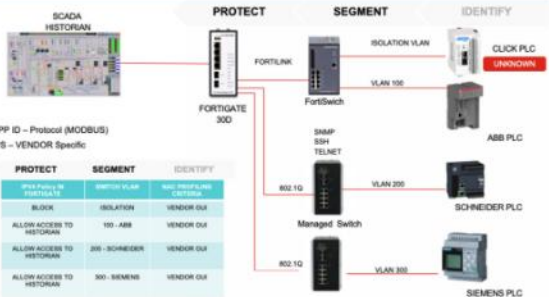 PROTECT
SEGMENT
IDENTIFY
SCADA
HISTORIAN
FORTIGATE
30D
FORTILINK
FortiSwich
ISOLATION VLAN
CLICK PLC
UNKNOWN
VLAN 100
ABB PLC
PP ID – Protocol (MODBUS)
PS – VENDOR Specific
SNMP
SSH
TELNET
802.1Q
VLAN 200
SCHNEIDER PLC
Managed Switch
802.1Q
VLAN 300
SIEMENS PLC
PROTECT SEGMENT IDENTIFY
IPV4 Policy IN FORTIGATE SWITCH VLAN MAC PROFILING CRITERIA
BLOCK ISOLATION VENDOR OUI
ALLOW ACCESS TO HISTORIAN 100 - ABB VENDOR OUI
ALLOW ACCESS TO HISTORIAN 200 - SCHNEIDER VENDOR OUI
ALLOW ACCESS TO HISTORIAN 300 - SIEMENS VENDOR OUI